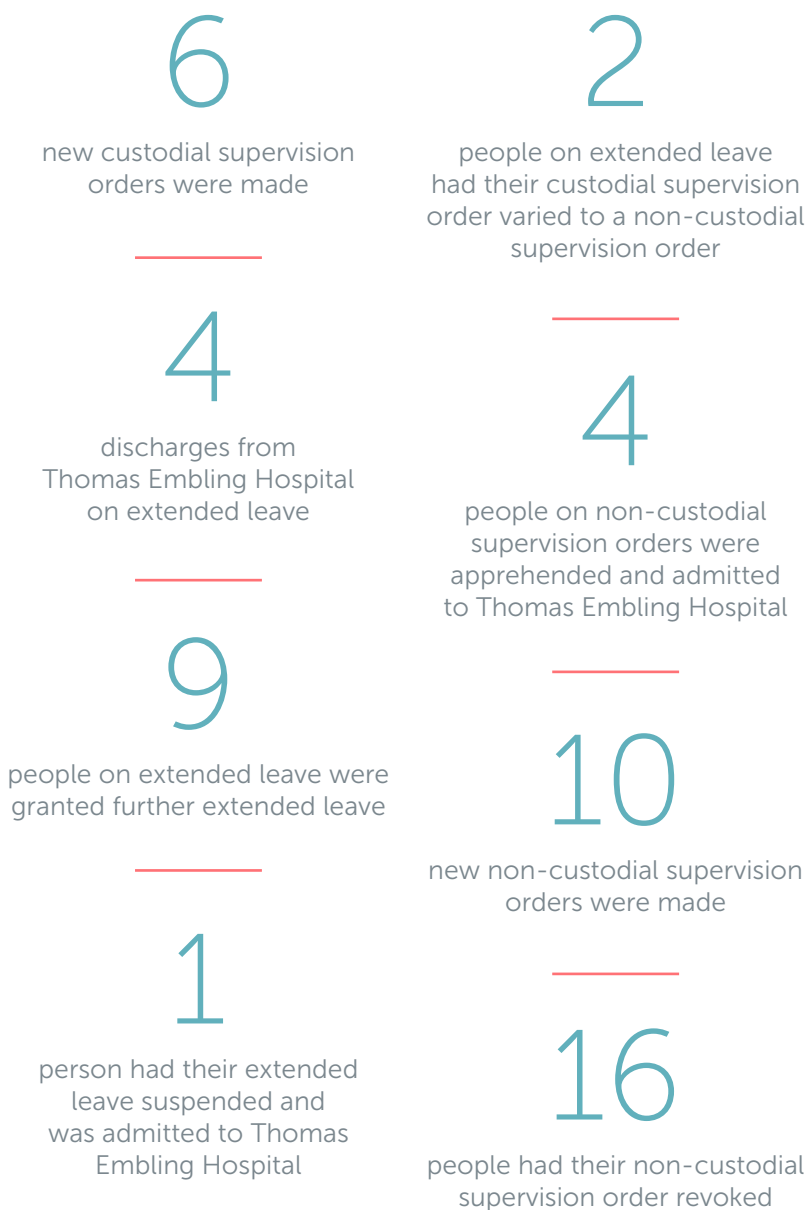 6
new custodial supervision
orders were made
4
discharges from
Thomas Embling Hospital
on extended leave
9
people on extended leave were
granted further extended leave
1
person had their extended
leave suspended and
was admitted to Thomas
Embling Hospital
2
people on extended leave
had their custodial supervision
order varied to a non-custodial
supervision order
4
people on non-custodial
supervision orders were
apprehended and admitted
to Thomas Embling Hospital
10
new non-custodial supervision
orders were made
16
people had their non-custodial
supervision order revoked